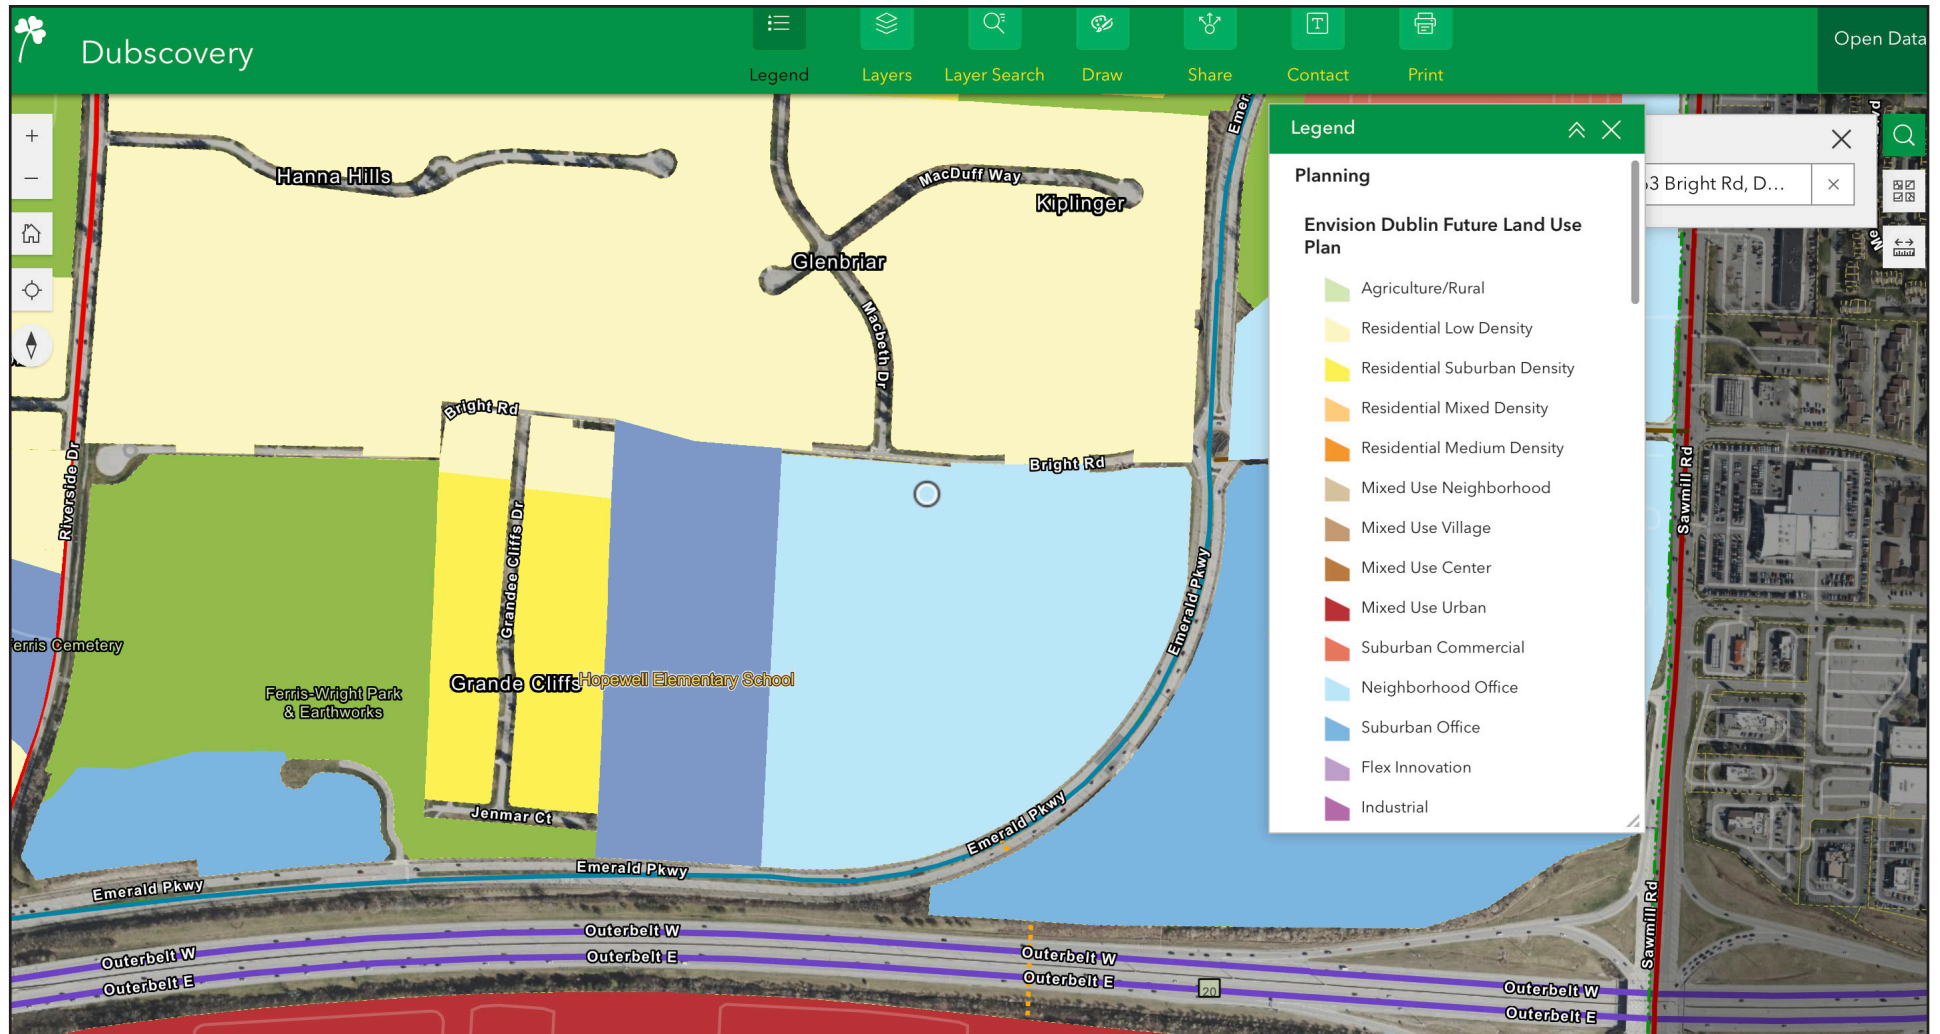 Dubscovery
Legend
Layers
Layer Search
Draw
Share
Contact
Print
Open Data
Legend
Planning
Envision Dublin Future Land Use
Plan
Agriculture/Rural
Residential Low Density
Residential Suburban Density
Residential Mixed Density
Residential Medium Density
Mixed Use Neighborhood
Mixed Use Village
Mixed Use Center
Mixed Use Urban
Suburban Commercial
Neighborhood Office
Suburban Office
Flex Innovation
Industrial
3 Bright Rd, D...
Hanna Hills
MacDuff Way
Kiplinger
Glenbriar
Macbeth Dr
Emer
Bright Rd
Bright Rd
Riverside Dr
Grandee Cliffs Dr
Emerald Pkwy
Sawmill Rd
erris Cemetery
Ferris-Wright Park
& Earthworks
Grande Cliffs
Hopewell Elementary School
Jenmar Ct
Emerald Pkwy
Emerald Pkwy
Emerald Pkwy
Sawmill Rd
Outerbelt W
Outerbelt E
Outerbelt W
Outerbelt E
Outerbelt W
Outerbelt E
20
Outerbelt W
Outerbelt E